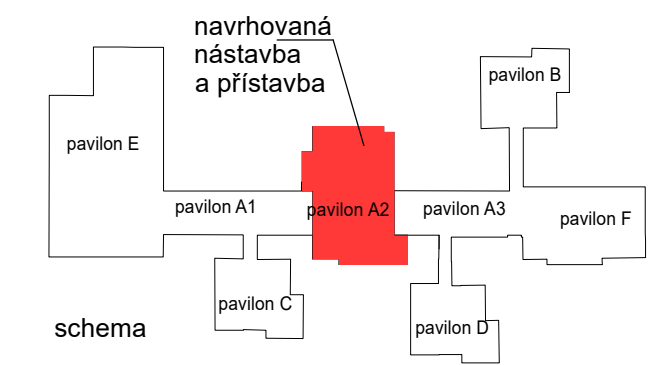 navrhovaná
nástavba
a přístavba
pavilon B
pavilon E
pavilon A1
pavilon A2
pavilon A3
pavilon F
pavilon C
pavilon D
schema